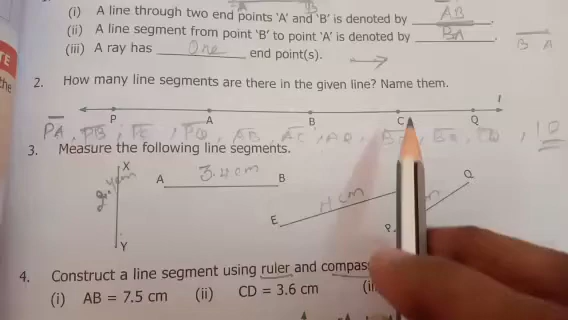 (i) A line through two end points 'A' and 'B' is denoted by AB.
(ii) A line segment from point 'B' to point 'A' is denoted by BA.
B A
(iii) A ray has one end point(s).
2. How many line segments are there in the given line? Name them.
l
P A B C Q
PA, PB, PC, PQ, AB, AC, AQ, BC, BQ, CQ, 10
3. Measure the following line segments.
X
A 3.4 cm B
Q
4 cm
E
P
Y
4. Construct a line segment using ruler and compass
(i) AB = 7.5 cm (ii) CD = 3.6 cm